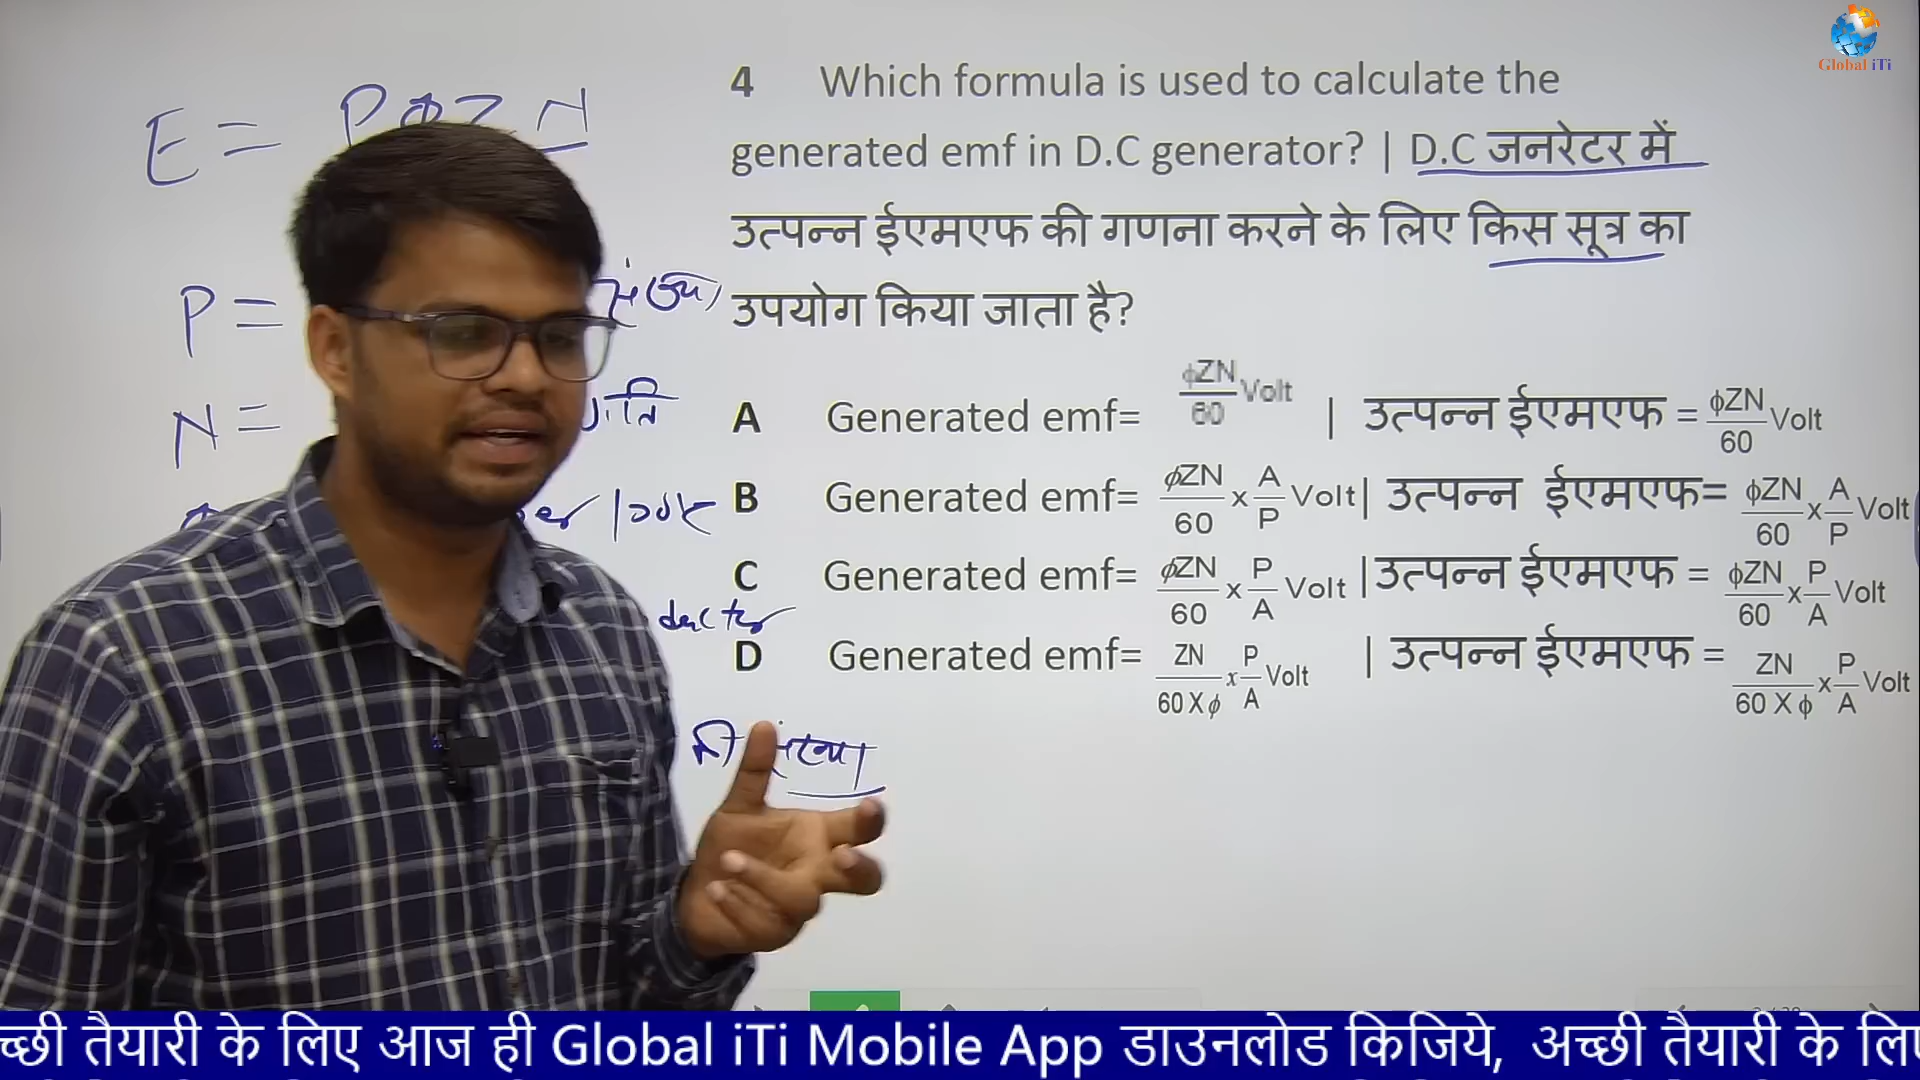 Global iTi
4 Which formula is used to calculate the
generated emf in D.C generator? | D.C जनरेटर में
उत्पन्न ईएमएफ की गणना करने के लिए किस सूत्र का
उपयोग किया जाता है?
A Generated emf= ϕZN/60 Volt | उत्पन्न ईएमएफ = ϕZN/60 Volt
B Generated emf= ϕZN/60 x A/P Volt | उत्पन्न ईएमएफ= ϕZN/60 x A/P Volt
C Generated emf= ϕZN/60 x P/A Volt | उत्पन्न ईएमएफ = ϕZN/60 x P/A Volt
D Generated emf= ZN/60 X ϕ x P/A Volt | उत्पन्न ईएमएफ = ZN/60 X ϕ x P/A Volt
E = PΦZN
P =
N =
च्छी तैयारी के लिए आज ही Global iTi Mobile App डाउनलोड किजिये, अच्छी तैयारी के लिए